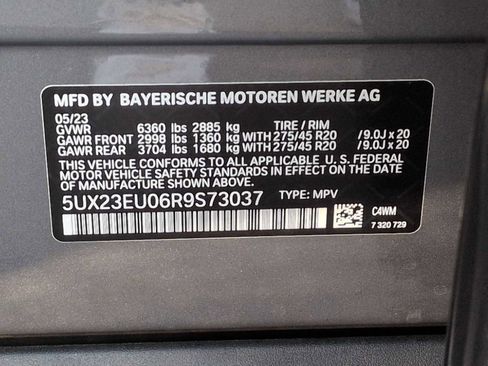 MFD BY BAYERISCHE MOTOREN WERKE AG
05/23
GVWR 6360 lbs 2885 kg TIRE / RIM
GAWR FRONT 2998 lbs 1360 kg WITH 275/45 R20 / 9.0J x 20
GAWR REAR 3704 lbs 1680 kg WITH 275/45 R20 / 9.0J x 20
THIS VEHICLE CONFORMS TO ALL APPLICABLE U. S. FEDERAL
MOTOR VEHICLE SAFETY STANDARDS IN EFFECT ON THE DATE
OF MANUFACTURE SHOWN ABOVE.
5UX23EU06R9S73037 TYPE: MPV
C4WM
7 320 729